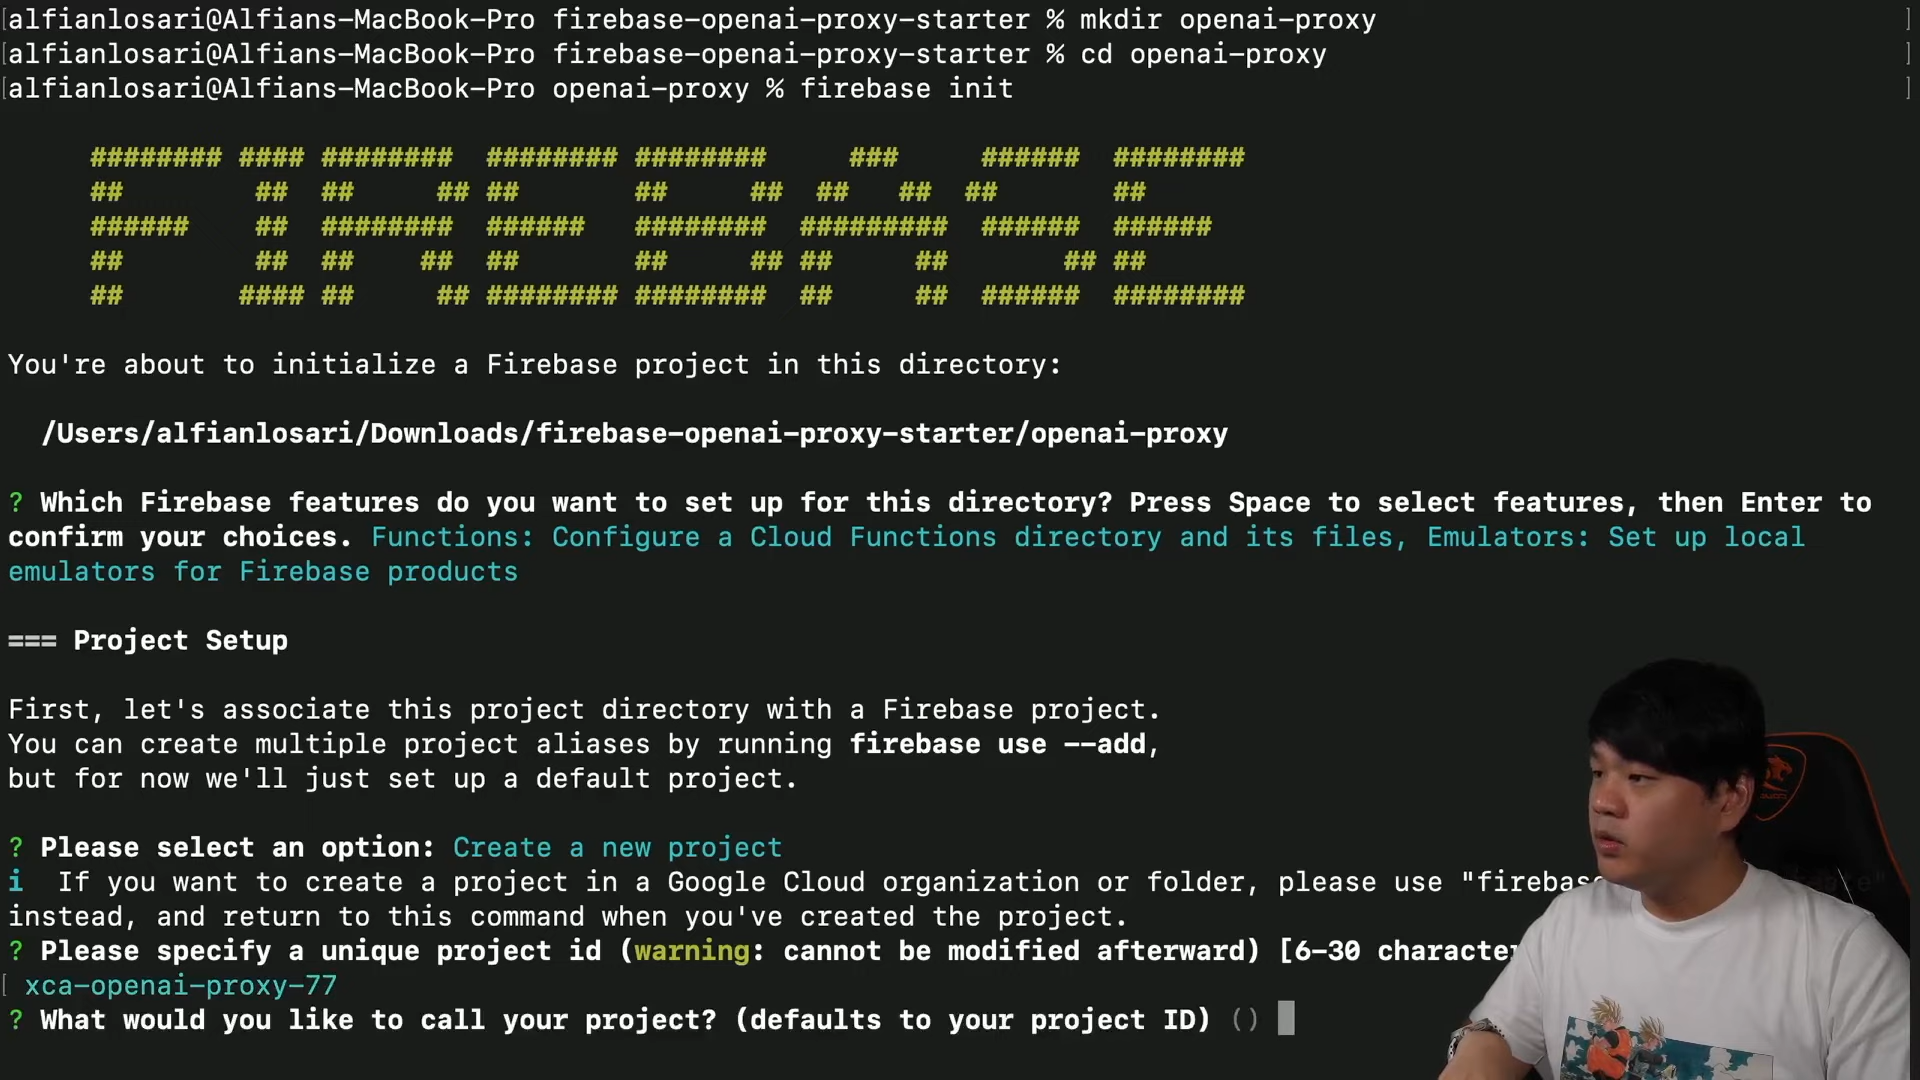 [alfianlosari@Alfians-MacBook-Pro firebase-openai-proxy-starter % mkdir openai-proxy ]
[alfianlosari@Alfians-MacBook-Pro firebase-openai-proxy-starter % cd openai-proxy ]
[alfianlosari@Alfians-MacBook-Pro openai-proxy % firebase init ]
######## #### ########  ######## ########     ###     ######  ########
##        ##  ##     ## ##       ##     ##  ##   ##  ##       ##
######    ##  ########  ######   ########  #########  ######  ######
##        ##  ##    ##  ##       ##     ## ##     ##       ## ##
##       #### ##     ## ######## ########  ##     ##  ######  ########
You're about to initialize a Firebase project in this directory:
/Users/alfianlosari/Downloads/firebase-openai-proxy-starter/openai-proxy
? Which Firebase features do you want to set up for this directory? Press Space to select features, then Enter to
confirm your choices. Functions: Configure a Cloud Functions directory and its files, Emulators: Set up local
emulators for Firebase products
=== Project Setup
First, let's associate this project directory with a Firebase project.
You can create multiple project aliases by running firebase use --add,
but for now we'll just set up a default project.
? Please select an option: Create a new project
i  If you want to create a project in a Google Cloud organization or folder, please use "firebas
instead, and return to this command when you've created the project.
? Please specify a unique project id (warning: cannot be modified afterward) [6-30 characte
[ xca-openai-proxy-77
? What would you like to call your project? (defaults to your project ID) ()